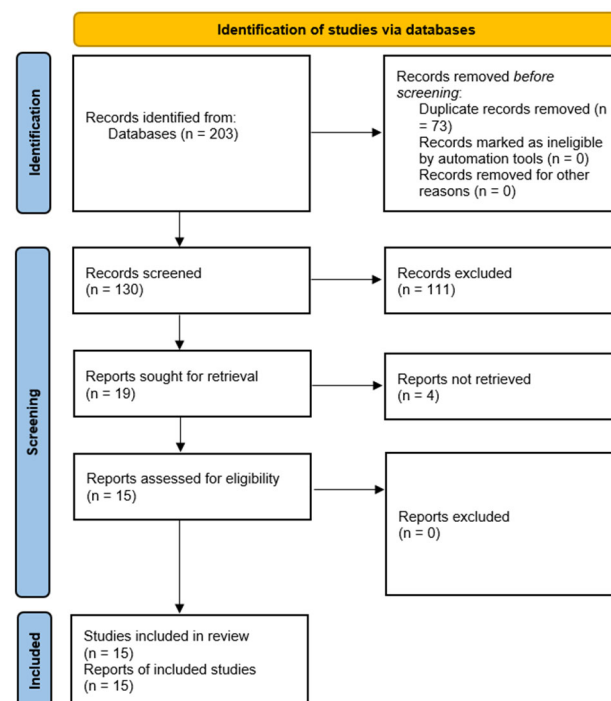 Identification of studies via databases
Identification
Records identified from:
Databases (n = 203)
Records removed before
screening:
Duplicate records removed (n
= 73)
Records marked as ineligible
by automation tools (n = 0)
Records removed for other
reasons (n = 0)
Screening
Records screened
(n = 130)
Records excluded
(n = 111)
Reports sought for retrieval
(n = 19)
Reports not retrieved
(n = 4)
Reports assessed for eligibility
(n = 15)
Reports excluded
(n = 0)
Included
Studies included in review
(n = 15)
Reports of included studies
(n = 15)